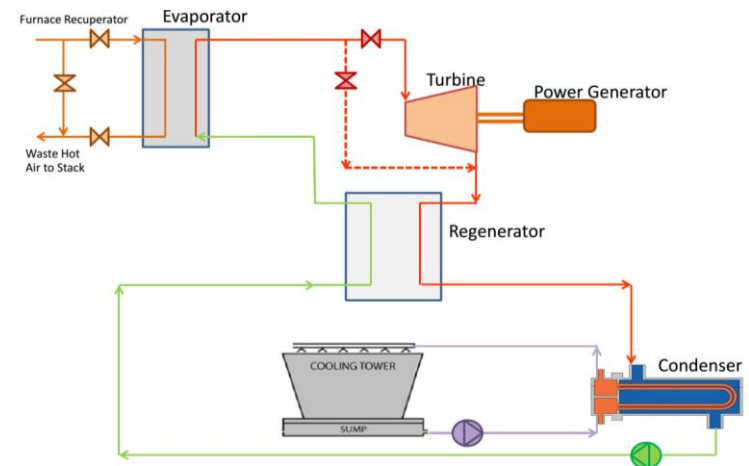 Furnace Recuperator
Evaporator
Turbine
Power Generator
Waste Hot
Air to Stack
Regenerator
COOLING TOWER
Condenser
SUMP